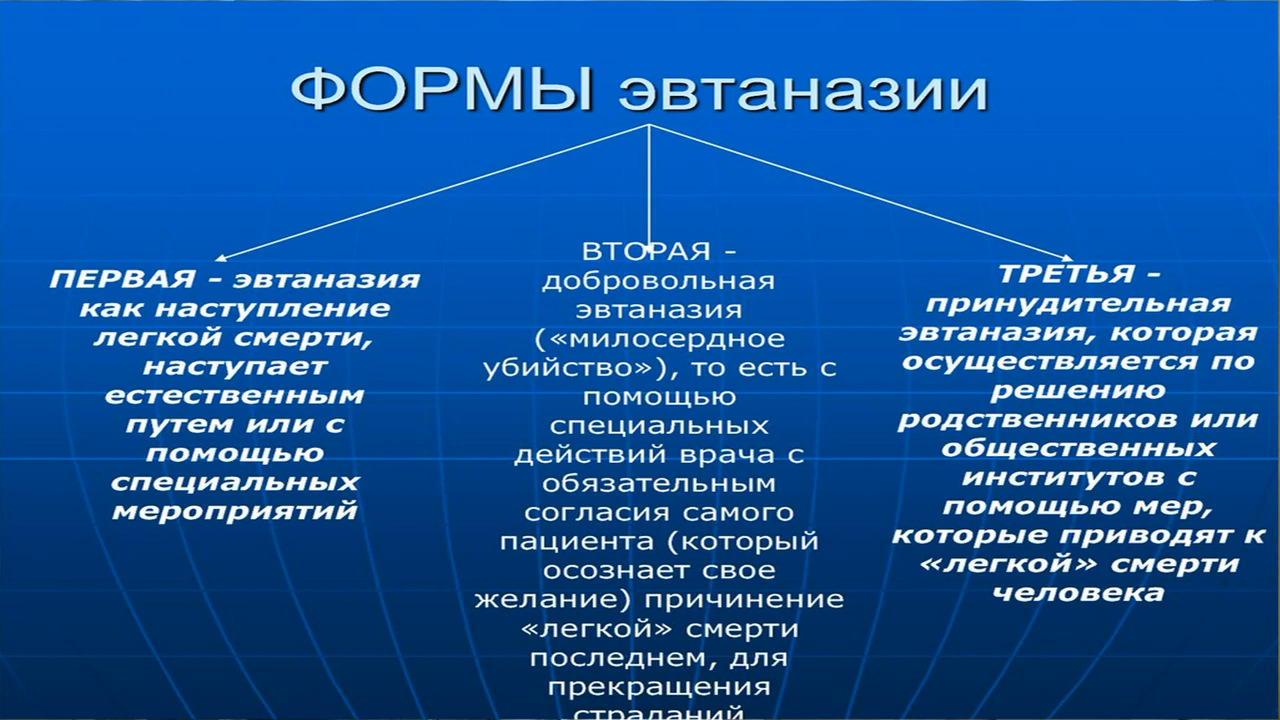 ФОРМЫ эвтаназии
ПЕРВАЯ – эвтаназия
как наступление
легкой смерти,
наступает
естественным
путем или с
помощью
специальных
мероприятий
ВТОРАЯ -
добровольная
эвтаназия
(«милосердное
убийство»), то есть с
помощью
специальных
действий врача с
обязательным
согласия самого
пациента (который
осознает свое
желание) причинение
«легкой» смерти
последнем, для
прекращения
страданий
ТРЕТЬЯ –
принудительная
эвтаназия, которая
осуществляется по
решению
родственников или
общественных
институтов с
помощью мер,
которые приводят к
«легкой» смерти
человека